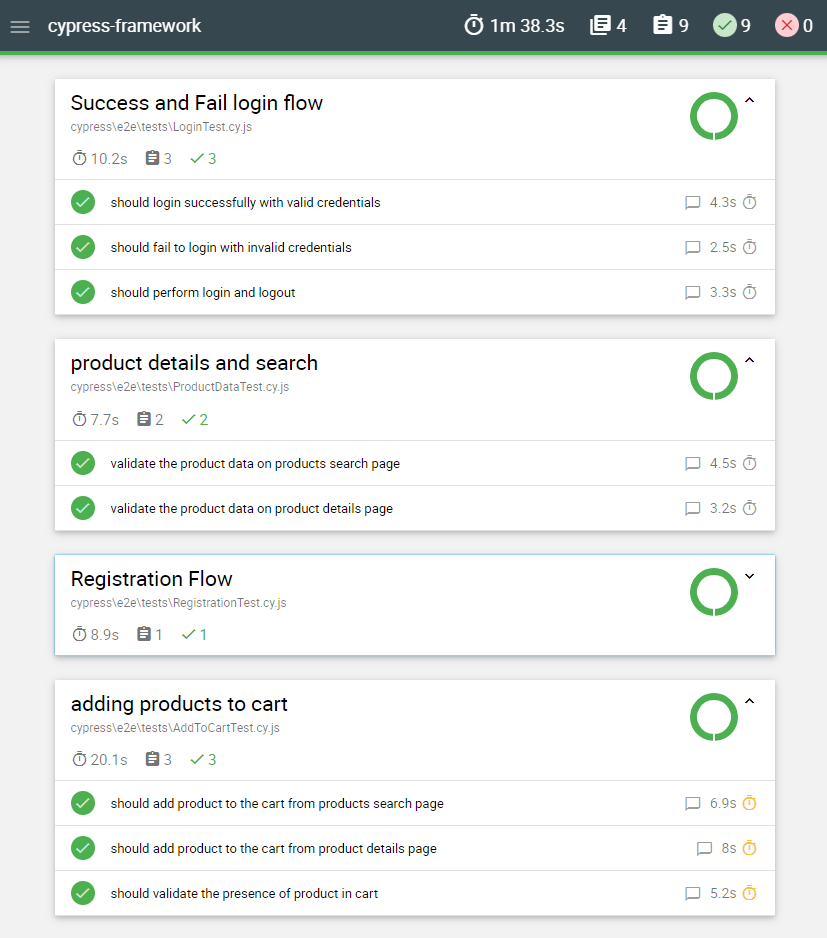 cypress-framework 1m 38.3s 4 9 9 0
Success and Fail login flow
cypress\e2e\tests\LoginTest.cy.js
10.2s 3 3
should login successfully with valid credentials 4.3s
should fail to login with invalid credentials 2.5s
should perform login and logout 3.3s
product details and search
cypress\e2e\tests\ProductDataTest.cy.js
7.7s 2 2
validate the product data on products search page 4.5s
validate the product data on product details page 3.2s
Registration Flow
cypress\e2e\tests\RegistrationTest.cy.js
8.9s 1 1
adding products to cart
cypress\e2e\tests\AddToCartTest.cy.js
20.1s 3 3
should add product to the cart from products search page 6.9s
should add product to the cart from product details page 8s
should validate the presence of product in cart 5.2s